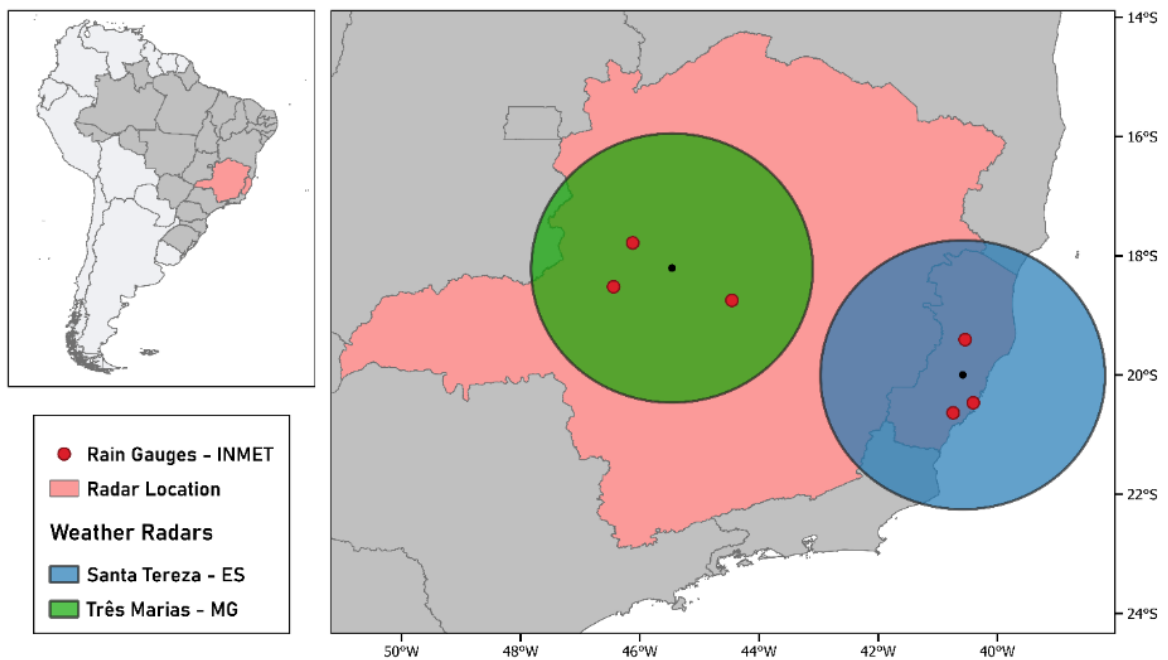 Rain Gauges - INMET
Radar Location
Weather Radars
Santa Tereza - ES
Três Marias - MG
14°S
16°S
18°S
20°S
22°S
24°S
50°W
48°W
46°W
44°W
42°W
40°W